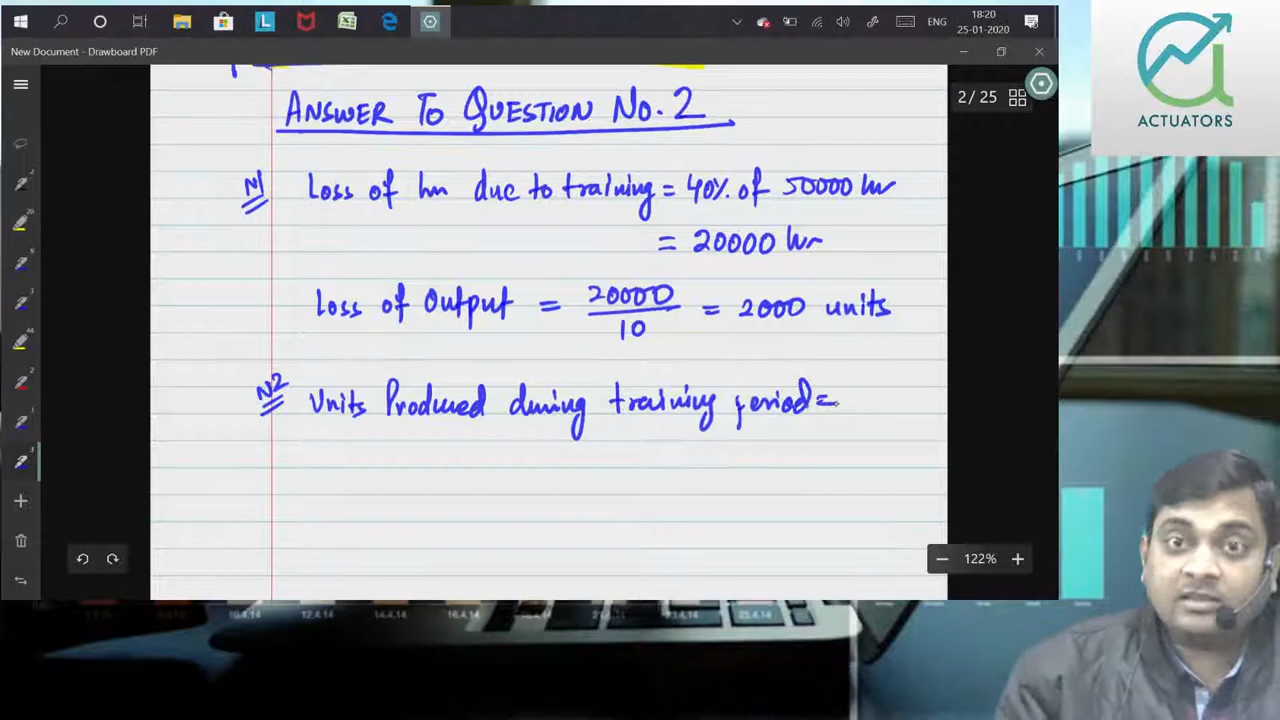 ENG
18:20
25-01-2020
New Document - Drawboard PDF
ACTUATORS
2 / 25
ANSWER TO QUESTION NO. 2
N1 Loss of hrs due to training = 40% of 50000 hr
= 20000 hr
Loss of Output = 20000 / 10 = 2000 units
N2 Units Produced during training period =
122%